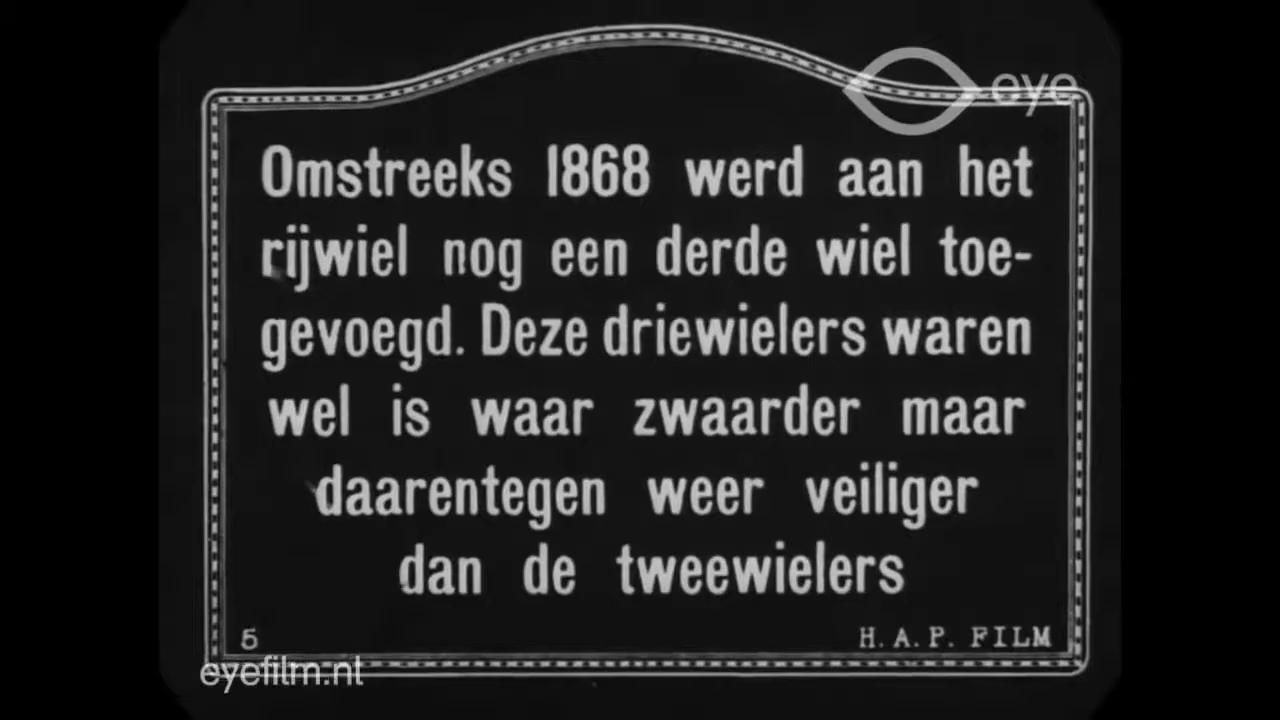 eye
Omstreeks 1868 werd aan het
rijwiel nog een derde wiel toe-
gevoegd. Deze driewielers waren
wel is waar zwaarder maar
daarentegen weer veiliger
dan de tweewielers
5
H. A. P. FILM
eyefilm.nl